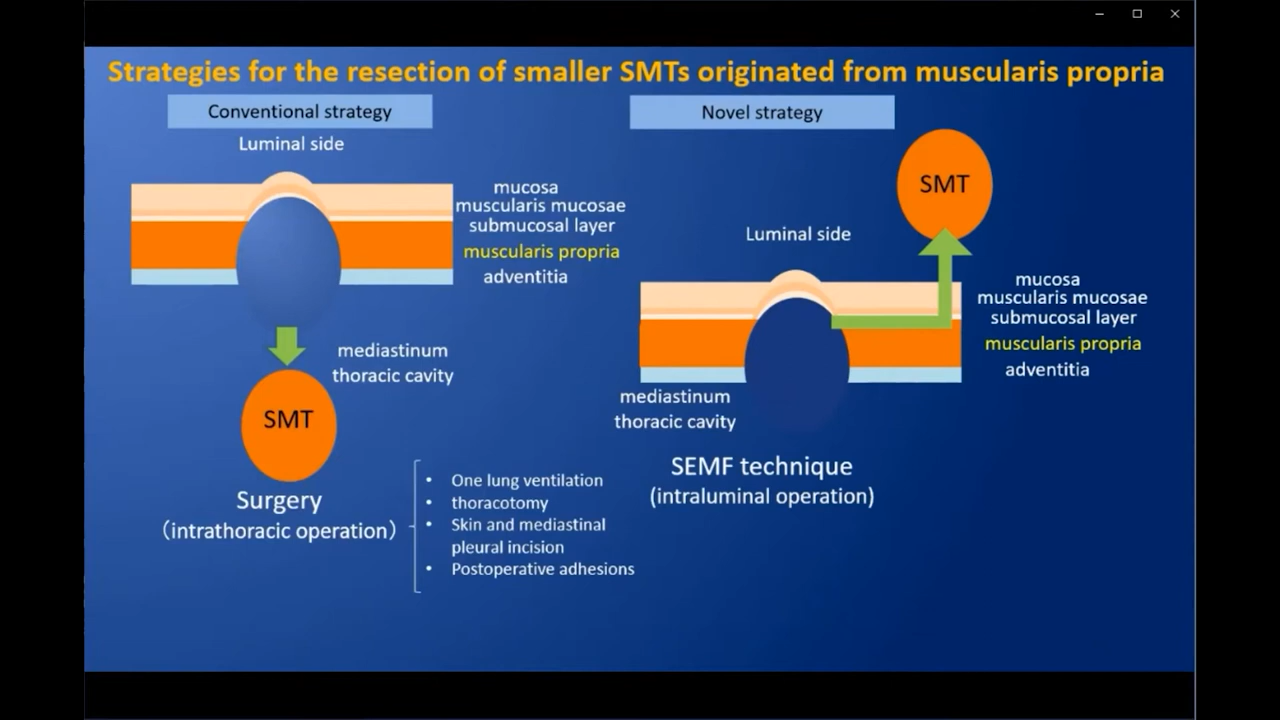 Strategies for the resection of smaller SMTs originated from muscularis propria
Conventional strategy
Luminal side
mucosa
muscularis mucosae
submucosal layer
muscularis propria
adventitia
mediastinum
thoracic cavity
SMT
Surgery
(intrathoracic operation)
• One lung ventilation
• thoracotomy
• Skin and mediastinal
pleural incision
• Postoperative adhesions
Novel strategy
SMT
Luminal side
mucosa
muscularis mucosae
submucosal layer
muscularis propria
adventitia
mediastinum
thoracic cavity
SEMF technique
(intraluminal operation)